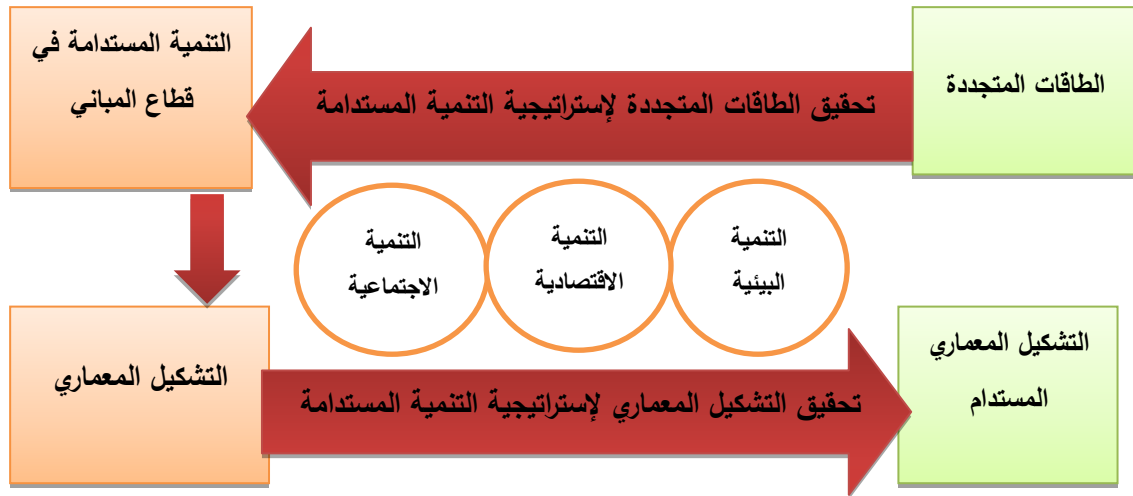 الطاقات المتجددة
تحقيق الطاقات المتجددة لإستراتيجية التنمية المستدامة
التنمية المستدامة في
قطاع المباني
التنمية
البيئية
التنمية
الاقتصادية
التنمية
الاجتماعية
التشكيل المعماري
تحقيق التشكيل المعماري لإستراتيجية التنمية المستدامة
التشكيل المعماري
المستدام